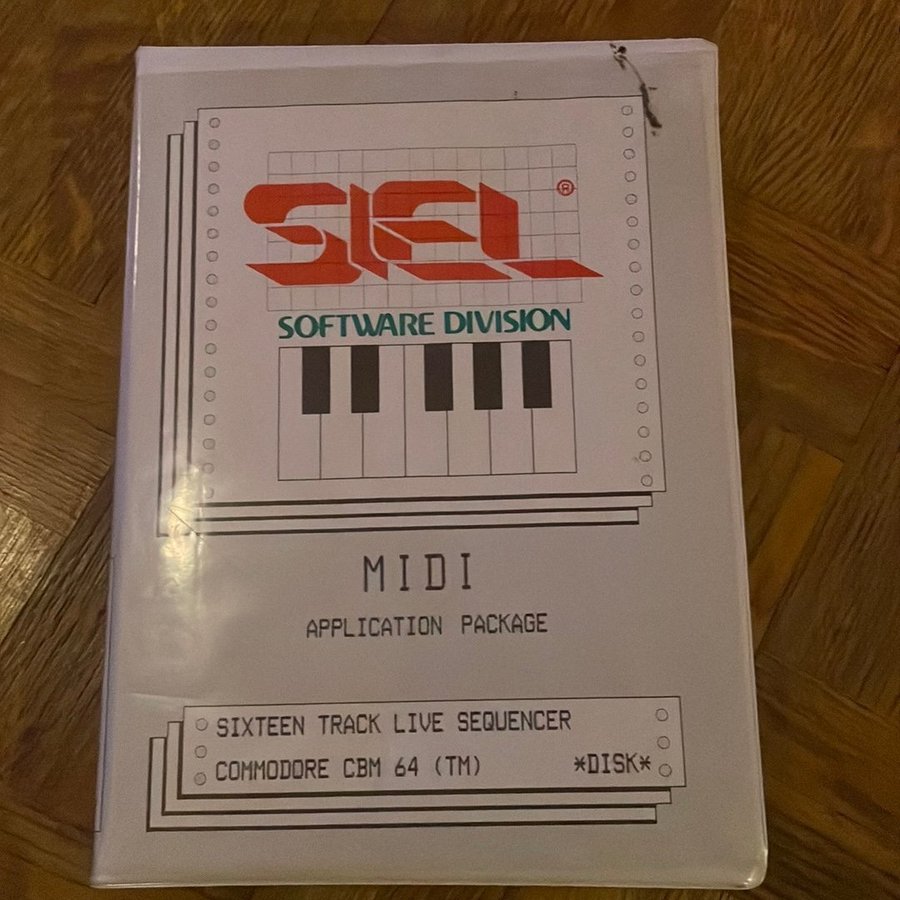 SIEL ®
SOFTWARE DIVISION
MIDI
APPLICATION PACKAGE
SIXTEEN TRACK LIVE SEQUENCER
COMMODORE CBM 64 (TM) *DISK*